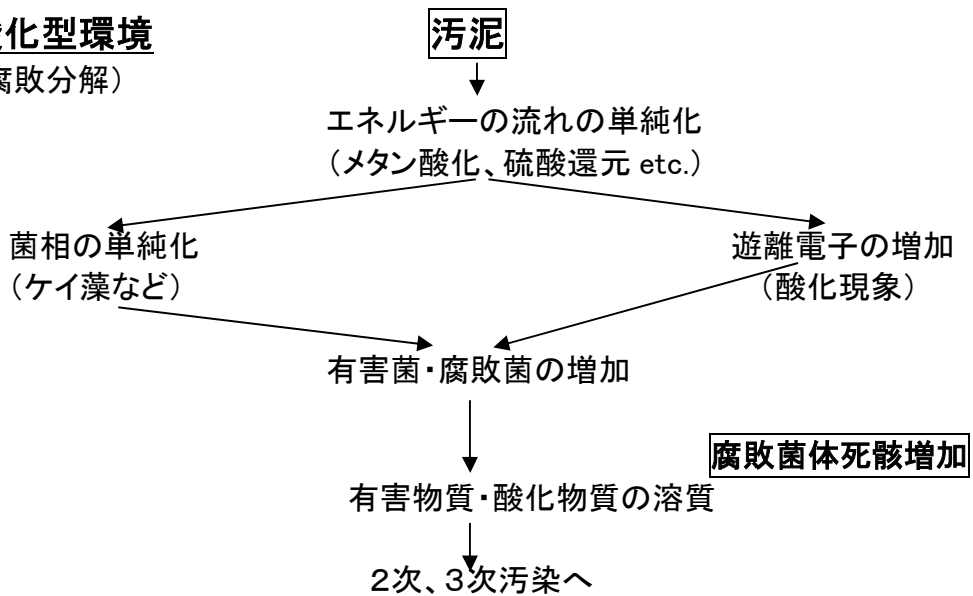 化型環境
腐敗分解）
汚泥
エネルギーの流れの単純化
（メタン酸化、硫酸還元 etc.）
菌相の単純化
（ケイ藻など）
遊離電子の増加
（酸化現象）
有害菌・腐敗菌の増加
腐敗菌体死骸増加
有害物質・酸化物質の溶質
２次、３次汚染へ